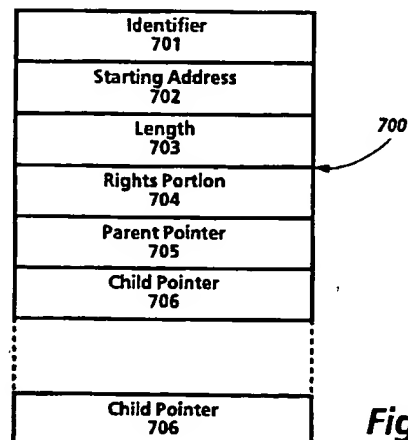 Identifier
701
Starting Address
702
Length
703
700
Rights Portion
704
Parent Pointer
705
Child Pointer
706
Child Pointer
706
Fig